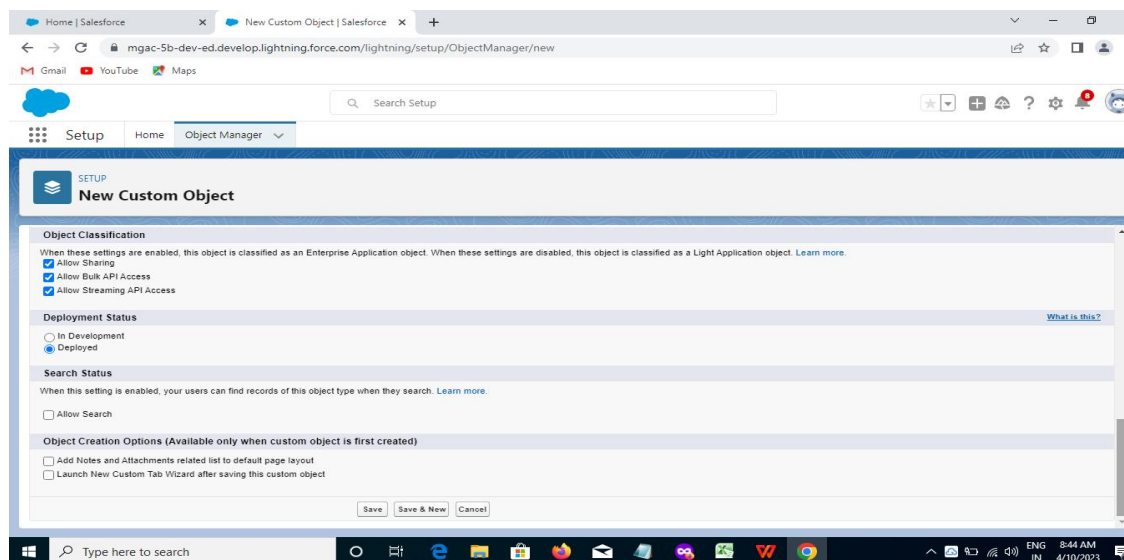 Home | Salesforce
New Custom Object | Salesforce
mgac-5b-dev-ed.develop.lightning.force.com/lightning/setup/ObjectManager/new
Gmail YouTube Maps
Search Setup
8
Setup Home Object Manager
SETUP
New Custom Object
Object Classification
When these settings are enabled, this object is classified as an Enterprise Application object. When these settings are disabled, this object is classified as a Light Application object. Learn more.
Allow Sharing
Allow Bulk API Access
Allow Streaming API Access
Deployment Status What is this?
In Development
Deployed
Search Status
When this setting is enabled, your users can find records of this object type when they search. Learn more.
Allow Search
Object Creation Options (Available only when custom object is first created)
Add Notes and Attachments related list to default page layout
Launch New Custom Tab Wizard after saving this custom object
Save Save & New Cancel
Type here to search
ENG 8:44 AM
IN 4/10/2023